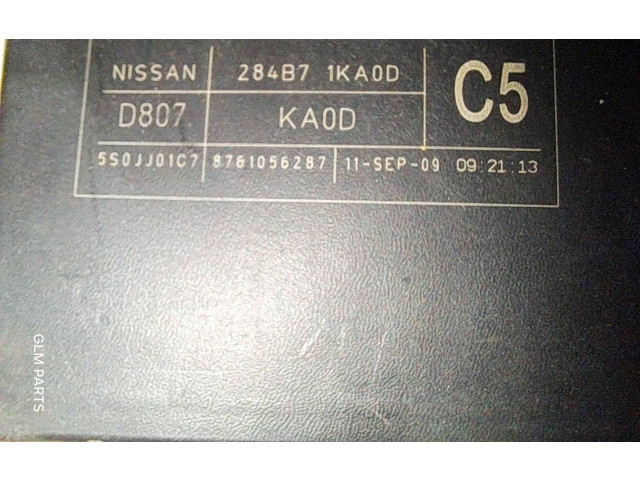 NISSAN 284B7 1KA0D C5
D807 KA0D
5S0JJ01C7 8761056287 11-SEP-09 09:21:13
GLM PARTS